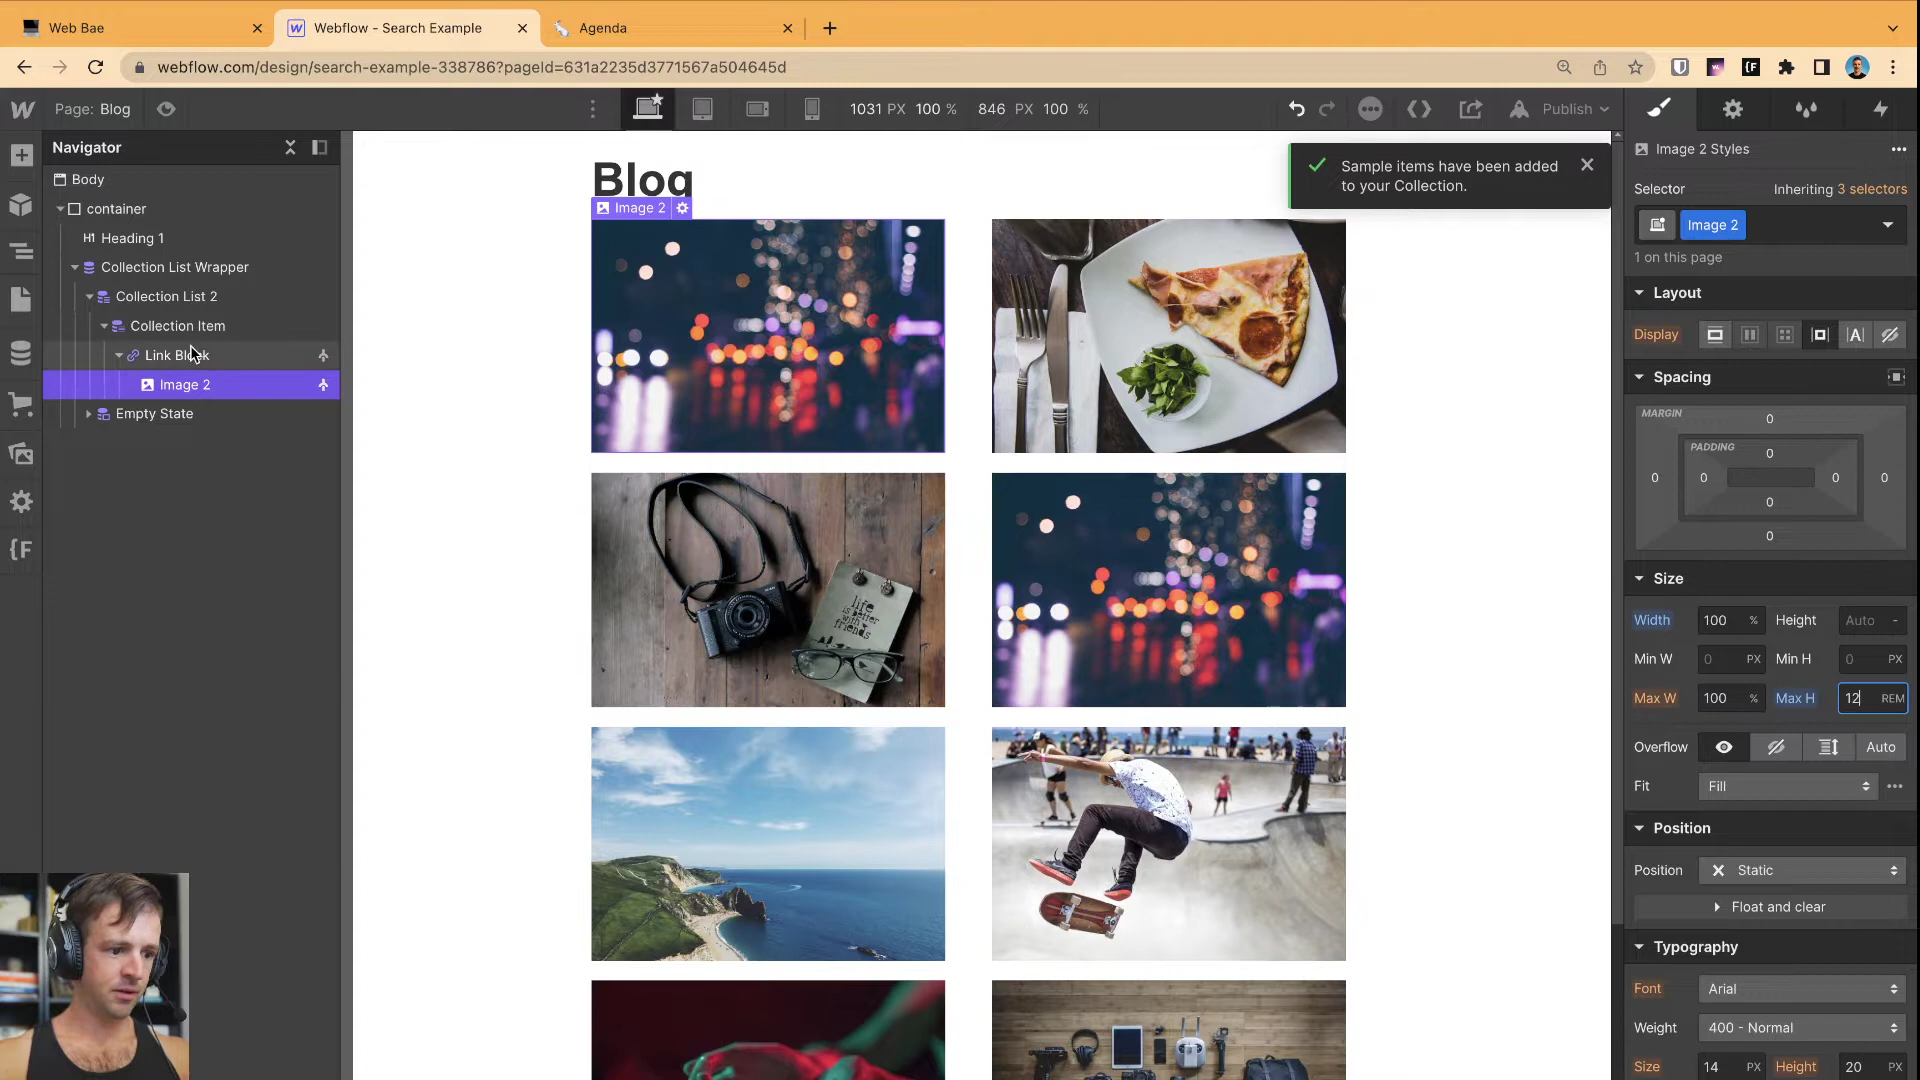 Web Bae
Webflow - Search Example
Agenda
webflow.com/design/search-example-338786?pageId=631a2235d3771567a504645d
Page: Blog
1031 PX 100 % 846 PX 100 %
Publish
Navigator
Body
container
H1 Heading 1
Collection List Wrapper
Collection List 2
Collection Item
Link Block
Image 2
Empty State
Blog
Image 2
Sample items have been added
to your Collection.
life
is better
with
friends
Image 2 Styles
Selector
Inheriting 3 selectors
Image 2
1 on this page
Layout
Display
Spacing
MARGIN
0
PADDING
0
0 0 0 0
0
0
Size
Width 100 % Height Auto -
Min W 0 PX Min H 0 PX
Max W 100 % Max H 12 REM
Overflow Auto
Fit Fill
Position
Position Static
Float and clear
Typography
Font Arial
Weight 400 - Normal
Size 14 PX Height 20 PX